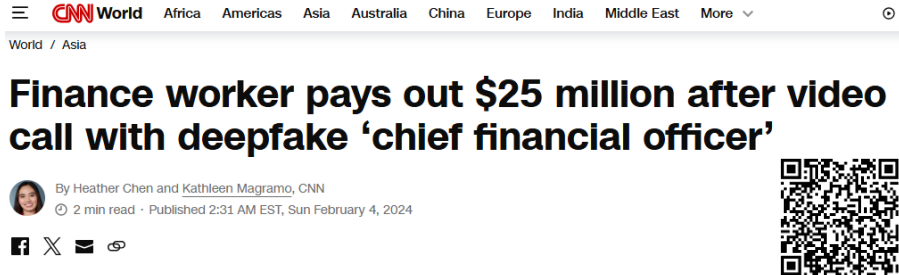 CNN World Africa Americas Asia Australia China Europe India Middle East More
World / Asia
Finance worker pays out $25 million after video
call with deepfake ‘chief financial officer’
By Heather Chen and Kathleen Magramo, CNN
2 min read · Published 2:31 AM EST, Sun February 4, 2024